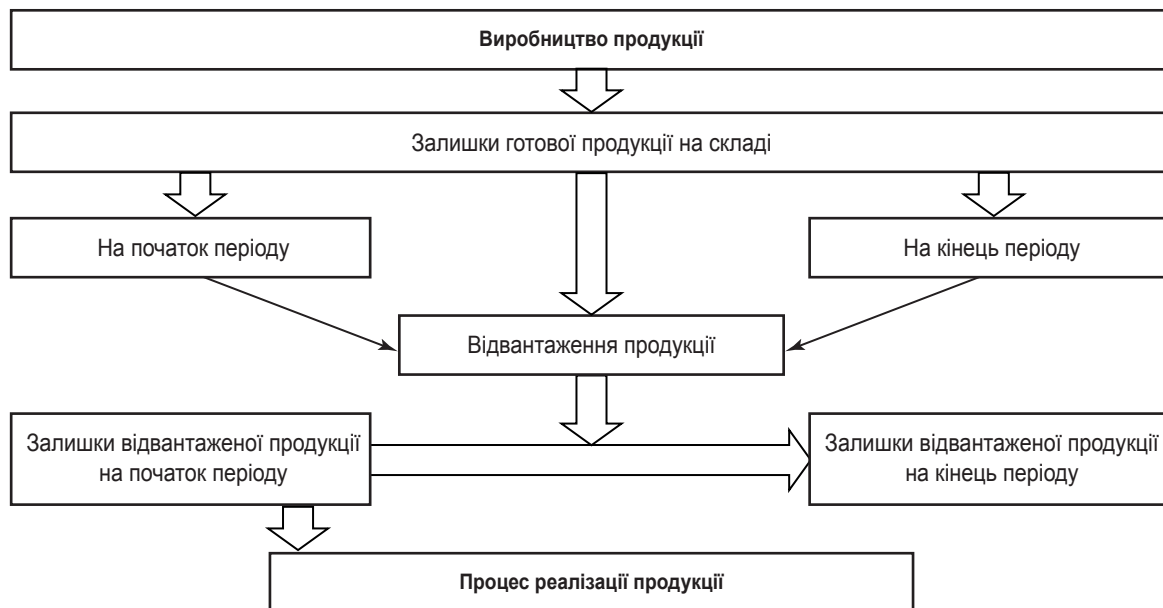 Виробництво продукції
Залишки готової продукції на складі
На початок періоду
На кінець періоду
Відвантаження продукції
Залишки відвантаженої продукції
на початок періоду
Залишки відвантаженої продукції
на кінець періоду
Процес реалізації продукції